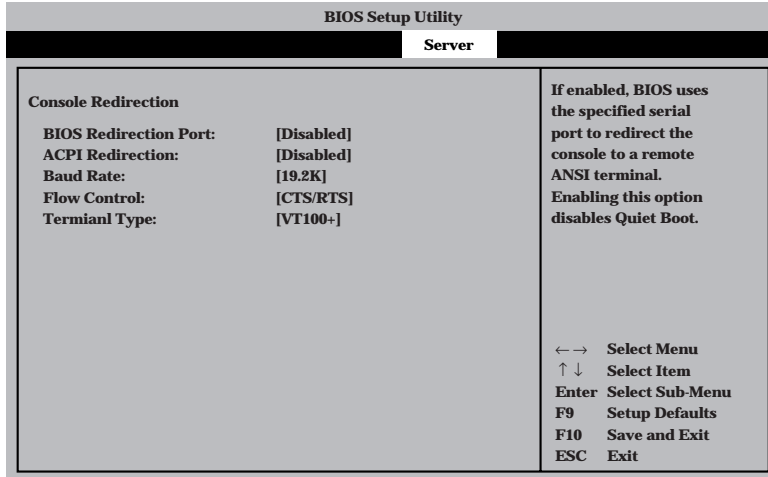 BIOS Setup Utility
Server
Console Redirection
BIOS Redirection Port: [Disabled]
ACPI Redirection: [Disabled]
Baud Rate: [19.2K]
Flow Control: [CTS/RTS]
Termianl Type: [VT100+]
If enabled, BIOS uses
the specified serial
port to redirect the
console to a remote
ANSI terminal.
Enabling this option
disables Quiet Boot.
←→ Select Menu
↑↓ Select Item
Enter Select Sub-Menu
F9 Setup Defaults
F10 Save and Exit
ESC Exit